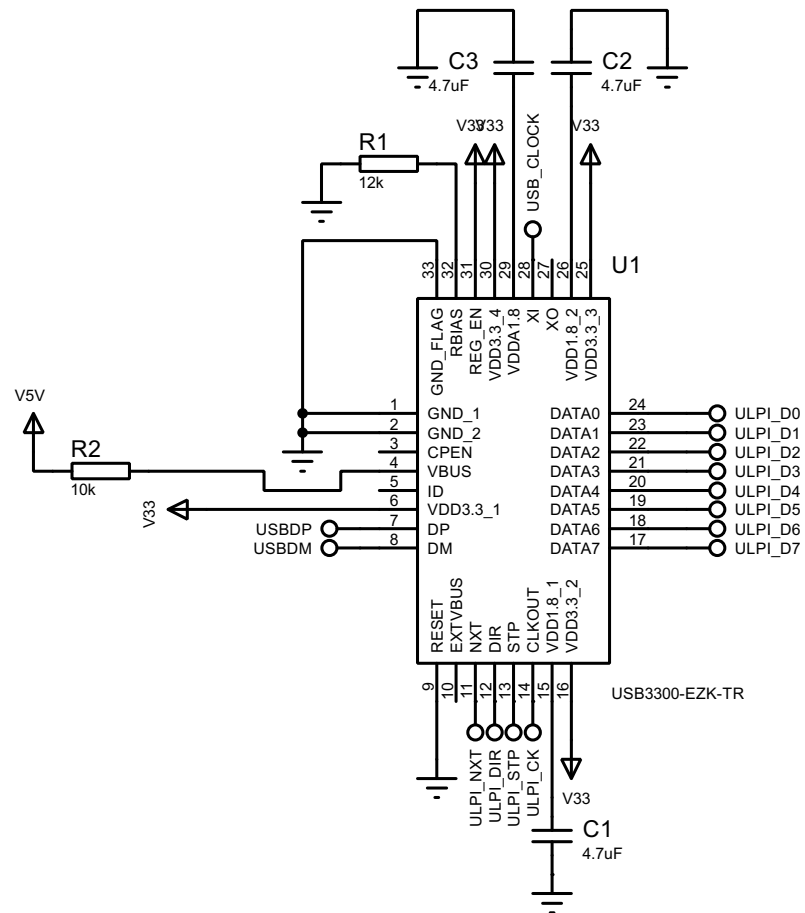 C3
4.7uF
C2
4.7uF
V33
V33
V33
USB_CLOCK
R1
12k
33
32
31
30
29
28
27
26
25
U1
GND_FLAG
RBIAS
REG_EN
VDD3.3_4
VDDA1.8
XI
XO
VDD1.8_2
VDD3.3_3
V5V
R2
10k
V33
1 GND_1
2 GND_2
3 CPEN
4 VBUS
5 ID
6 VDD3.3_1
USBDP 7 DP
USBDM 8 DM
DATA0 24 ULPI_D0
DATA1 23 ULPI_D1
DATA2 22 ULPI_D2
DATA3 21 ULPI_D3
DATA4 20 ULPI_D4
DATA5 19 ULPI_D5
DATA6 18 ULPI_D6
DATA7 17 ULPI_D7
RESET
EXTVBUS
NXT
DIR
STP
CLKOUT
VDD1.8_1
VDD3.3_2
9
10
11
12
13
14
15
16
USB3300-EZK-TR
ULPI_NXT
ULPI_DIR
ULPI_STP
ULPI_CK
V33
C1
4.7uF